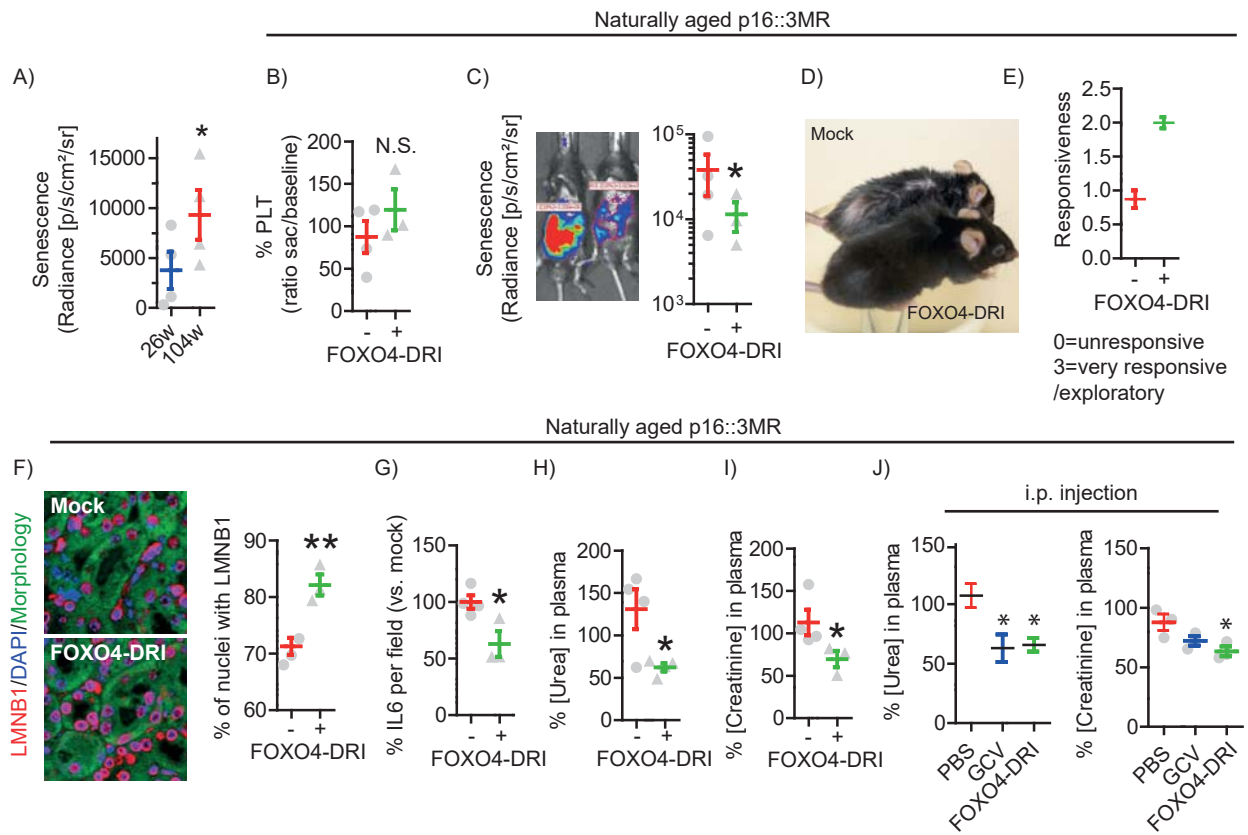 Naturally aged p16::3MR
A)
Senescence
(Radiance [p/s/cm²/sr]
15000
10000
5000
0
*
26w
104w
B)
% PLT
(ratio sac/baseline)
200
150
100
50
0
N.S.
- +
FOXO4-DRI
C)
Senescence
(Radiance [p/s/cm²/sr]
10⁵
10⁴
10³
*
- +
FOXO4-DRI
D)
Mock
FOXO4-DRI
E)
Responsiveness
2.5
2.0
1.5
1.0
0.5
0.0
- +
FOXO4-DRI
0=unresponsive
3=very responsive
/exploratory
Naturally aged p16::3MR
F)
LMNB1/DAPI/Morphology
Mock
FOXO4-DRI
% of nuclei with LMNB1
90
80
70
60
**
- +
FOXO4-DRI
G)
% IL6 per field (vs. mock)
150
100
50
0
*
- +
FOXO4-DRI
H)
% [Urea] in plasma
200
150
100
50
0
*
- +
FOXO4-DRI
I)
% [Creatinine] in plasma
200
150
100
50
0
*
- +
FOXO4-DRI
J)
i.p. injection
% [Urea] in plasma
150
100
50
0
* *
PBS
GCV
FOXO4-DRI
% [Creatinine] in plasma
150
100
50
0
*
PBS
GCV
FOXO4-DRI